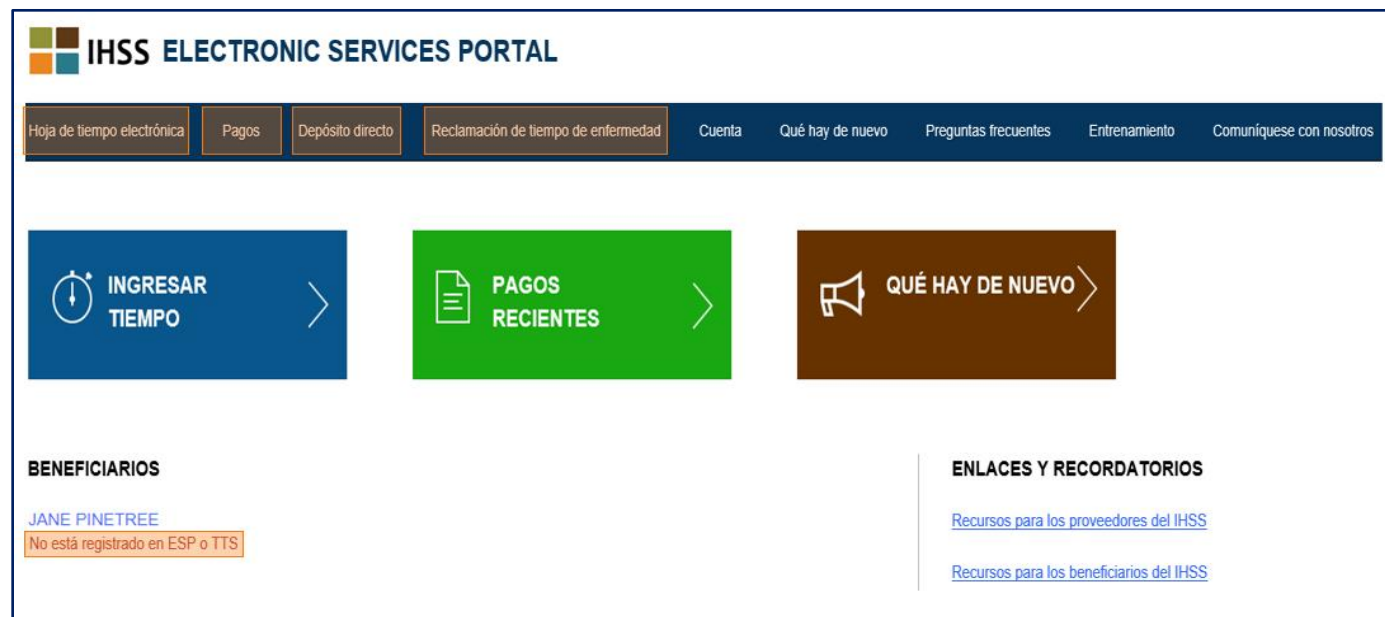 IHSS ELECTRONIC SERVICES PORTAL
Hoja de tiempo electrónica Pagos Depósito directo Reclamación de tiempo de enfermedad Cuenta Qué hay de nuevo Preguntas frecuentes Entrenamiento Comuníquese con nosotros
INGRESAR
TIEMPO
PAGOS
RECIENTES
QUÉ HAY DE NUEVO
BENEFICIARIOS
JANE PINETREE
No está registrado en ESP o TTS
ENLACES Y RECORDATORIOS
Recursos para los proveedores del IHSS
Recursos para los beneficiarios del IHSS